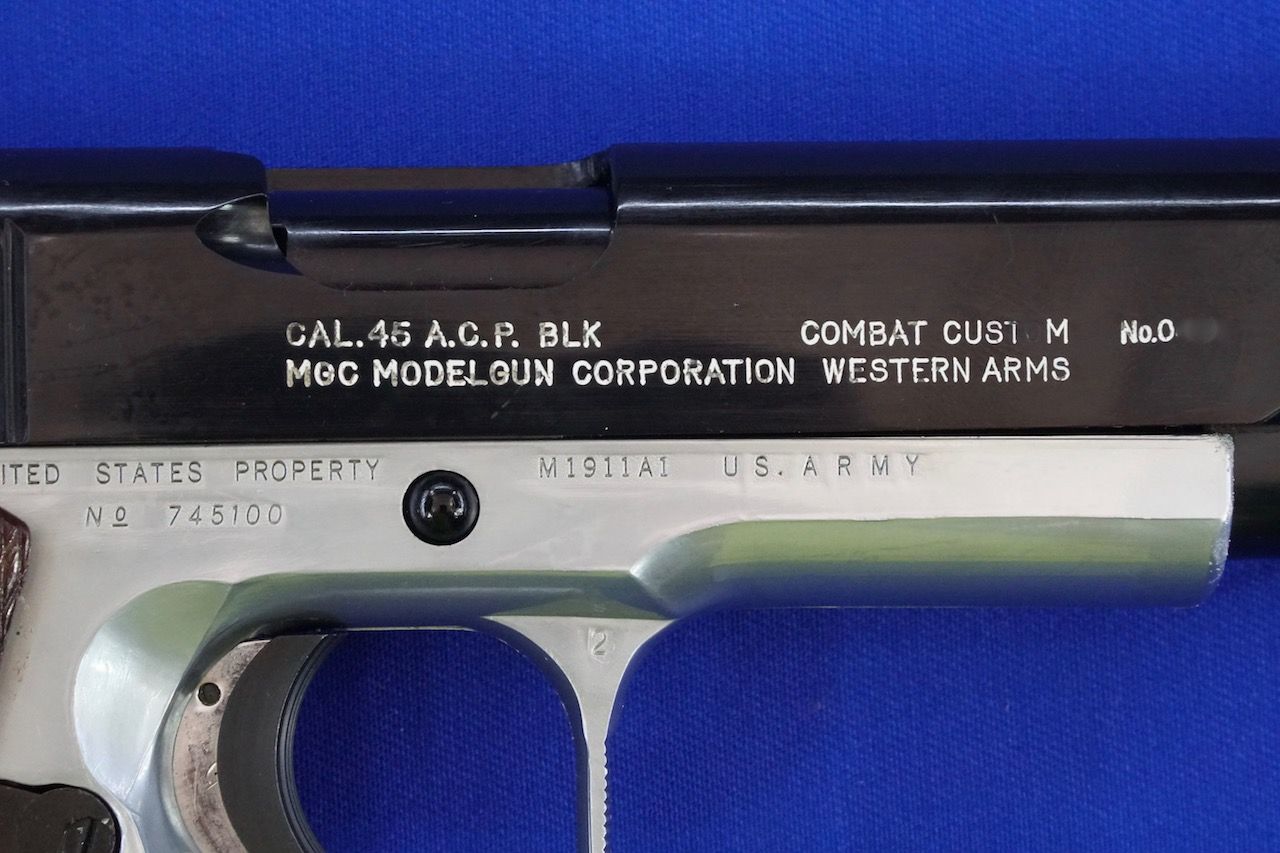 CAL.45 A.C.P. BLK COMBAT CUST M No.0
MGC MODELGUN CORPORATION WESTERN ARMS
ITED STATES PROPERTY M1911A1 U S. A R M Y
No 745100
2